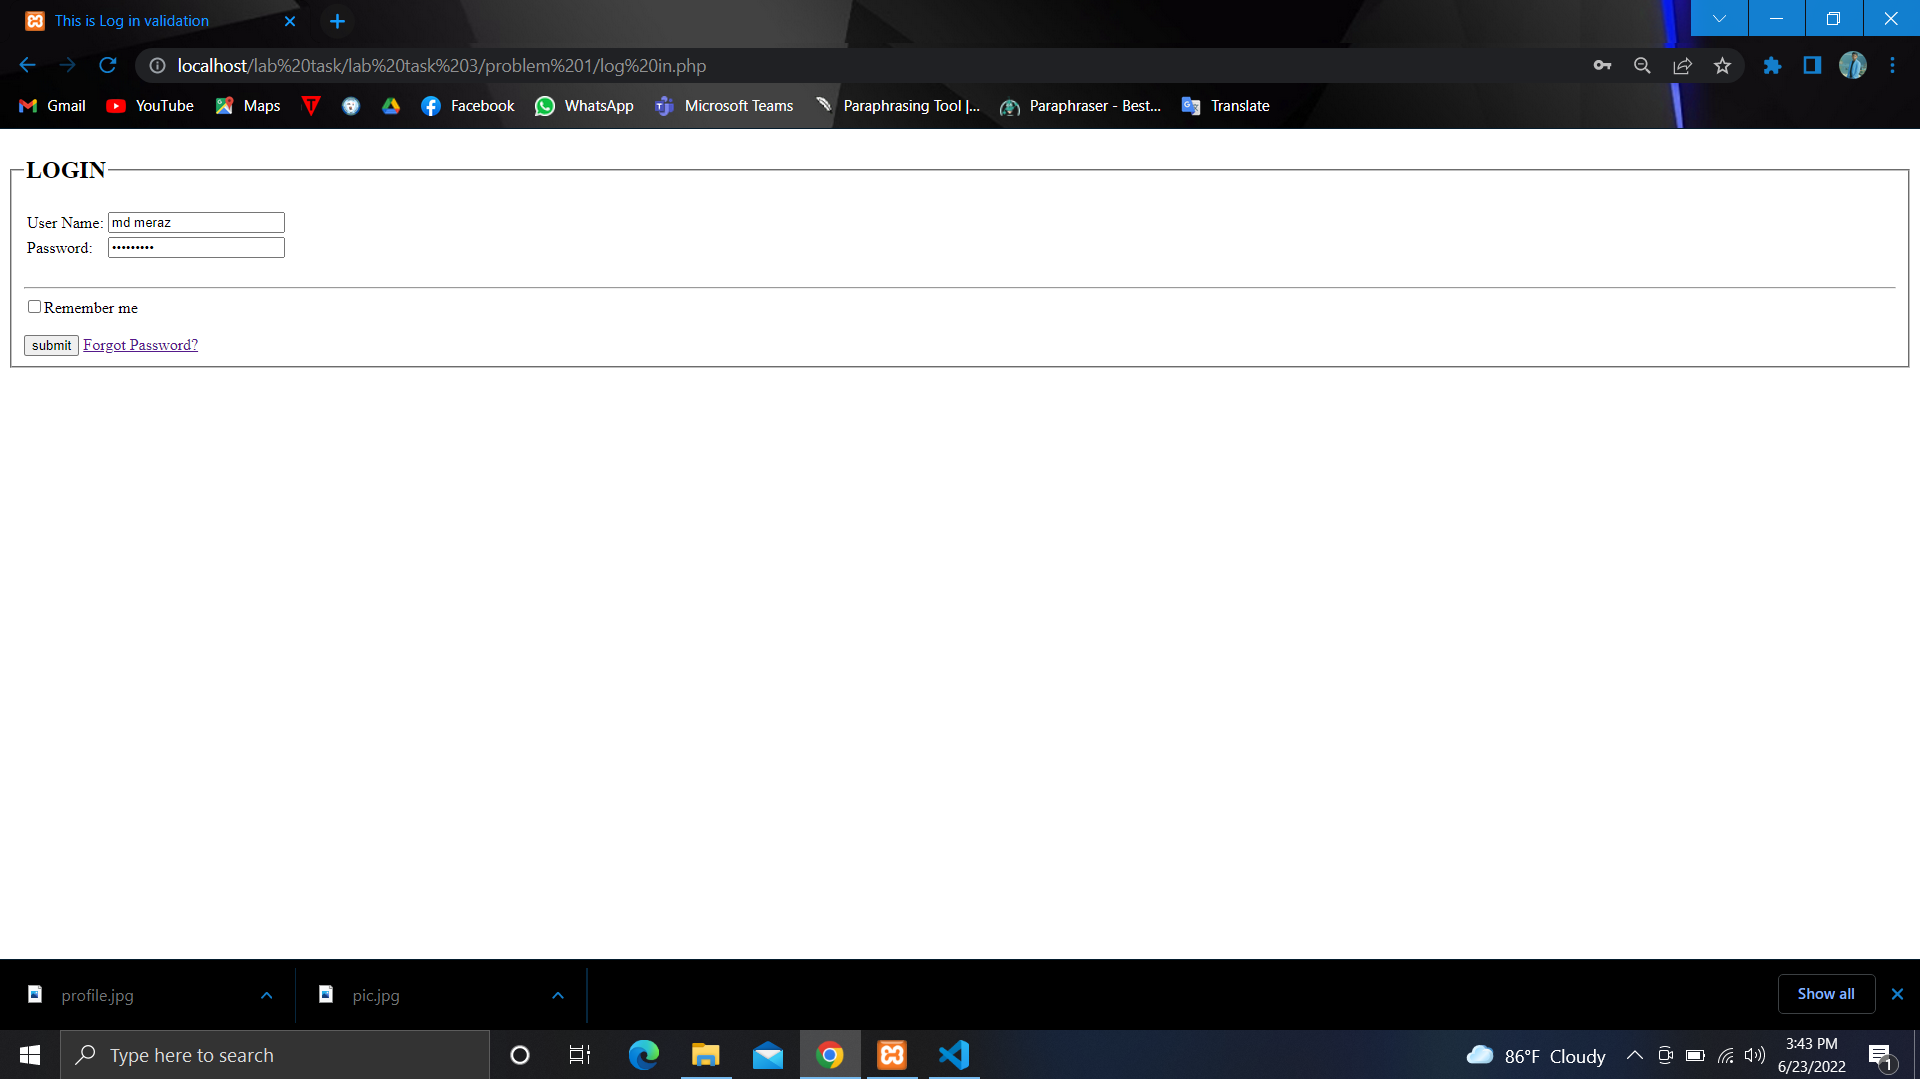 This is Log in validation
localhost/lab%20task/lab%20task%203/problem%201/log%20in.php
Gmail YouTube Maps Facebook WhatsApp Microsoft Teams Paraphrasing Tool |... Paraphraser - Best... Translate
LOGIN
User Name: md meraz
Password: •••••••••
Remember me
submit Forgot Password?
profile.jpg pic.jpg Show all
Type here to search
86°F Cloudy
3:43 PM
6/23/2022
1